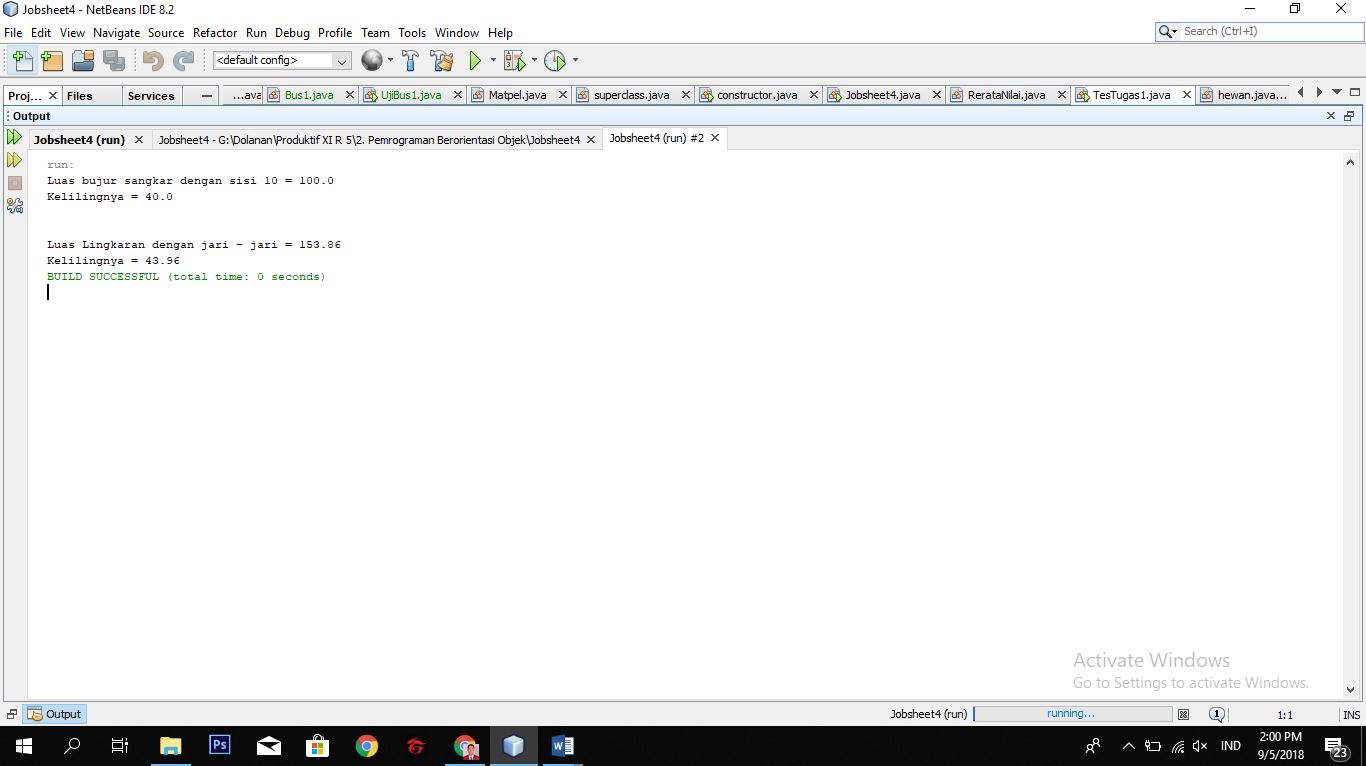 Jobsheet4 - NetBeans IDE 8.2
File Edit View Navigate Source Refactor Run Debug Profile Team Tools Window Help
Search (Ctrl+I)
<default config>
Proj... Files Services
...ava Bus1.java UjiBus1.java Matpel.java superclass.java constructor.java Jobsheet4.java RerataNilai.java TesTugas1.java hewan.java...
Output
Jobsheet4 (run) Jobsheet4 - G:\Dolanan\Produktif XI R 5\2. Pemrograman Berorientasi Objek\Jobsheet4 Jobsheet4 (run) #2
run:
Luas bujur sangkar dengan sisi 10 = 100.0
Kelilingnya = 40.0
Luas Lingkaran dengan jari - jari = 153.86
Kelilingnya = 43.96
BUILD SUCCESSFUL (total time: 0 seconds)
Activate Windows
Go to Settings to activate Windows.
Output
Jobsheet4 (run) running... 1 1:1 INS
Ps
W
IND
2:00 PM
9/5/2018
23